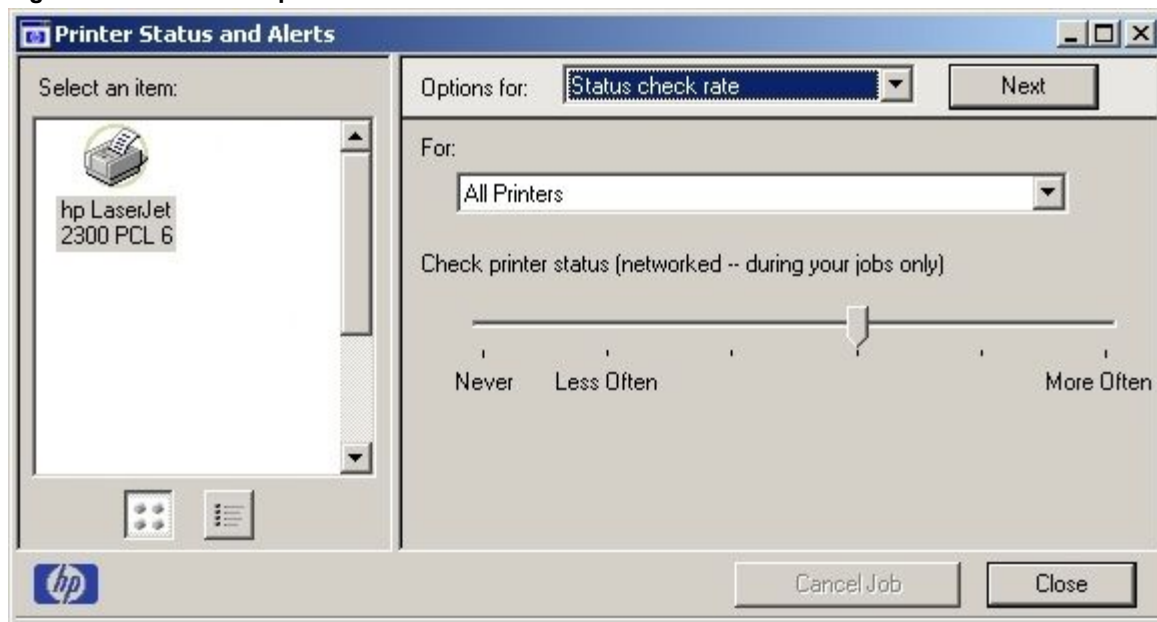 Printer Status and Alerts
Select an item:
hp LaserJet
2300 PCL 6
Options for:
Status check rate
Next
For:
All Printers
Check printer status (networked -- during your jobs only)
Never
Less Often
More Often
hp
Cancel Job
Close